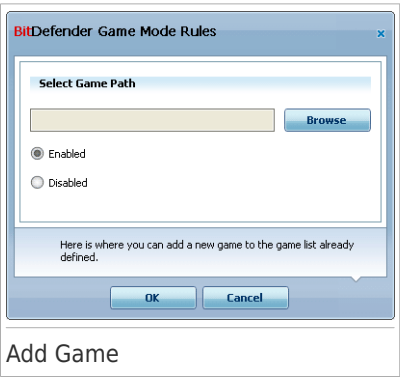 BitDefender Game Mode Rules
Select Game Path
Browse
Enabled
Disabled
Here is where you can add a new game to the game list already
defined.
OK
Cancel
Add Game